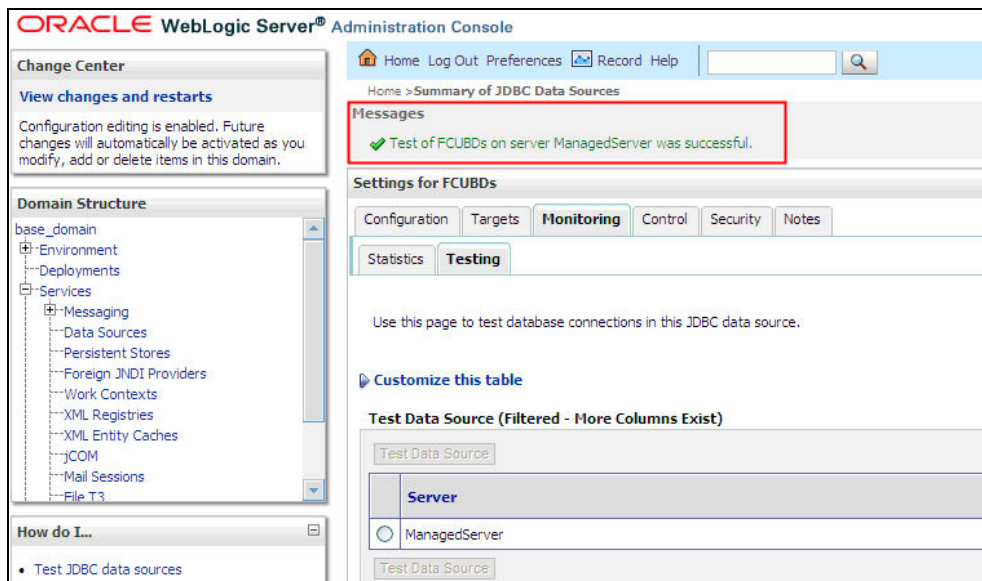 ORACLE WebLogic Server® Administration Console
Change Center
View changes and restarts
Configuration editing is enabled. Future
changes will automatically be activated as you
modify, add or delete items in this domain.
Domain Structure
base_domain
Environment
Deployments
Services
Messaging
Data Sources
Persistent Stores
Foreign JNDI Providers
Work Contexts
XML Registries
XML Entity Caches
jCOM
Mail Sessions
File T3
How do I...
Test JDBC data sources
Home Log Out Preferences Record Help
Home >Summary of JDBC Data Sources
Messages
Test of FCUBDs on server ManagedServer was successful.
Settings for FCUBDs
Configuration Targets Monitoring Control Security Notes
Statistics Testing
Use this page to test database connections in this JDBC data source.
Customize this table
Test Data Source (Filtered - More Columns Exist)
Test Data Source
Server
ManagedServer
Test Data Source